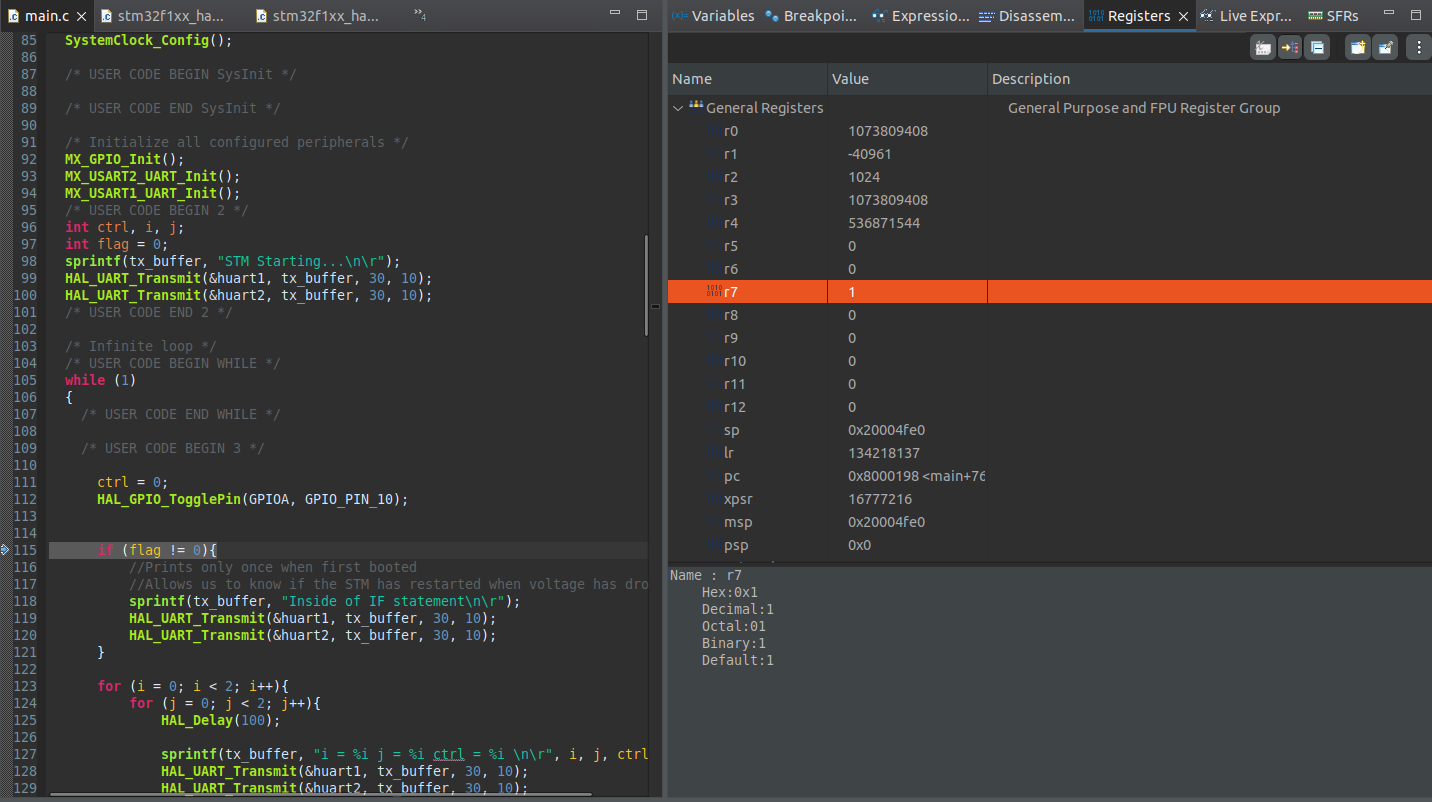 main.c
stm32f1xx_ha...
stm32f1xx_ha...
»4
85 SystemClock_Config();
86
87 /* USER CODE BEGIN SysInit */
88
89 /* USER CODE END SysInit */
90
91 /* Initialize all configured peripherals */
92 MX_GPIO_Init();
93 MX_USART2_UART_Init();
94 MX_USART1_UART_Init();
95 /* USER CODE BEGIN 2 */
96 int ctrl, i, j;
97 int flag = 0;
98 sprintf(tx_buffer, "STM Starting...\n\r");
99 HAL_UART_Transmit(&huart1, tx_buffer, 30, 10);
100 HAL_UART_Transmit(&huart2, tx_buffer, 30, 10);
101 /* USER CODE END 2 */
102
103 /* Infinite loop */
104 /* USER CODE BEGIN WHILE */
105 while (1)
106 {
107 /* USER CODE END WHILE */
108
109 /* USER CODE BEGIN 3 */
110
111 ctrl = 0;
112 HAL_GPIO_TogglePin(GPIOA, GPIO_PIN_10);
113
114
115 if (flag != 0){
116 //Prints only once when first booted
117 //Allows us to know if the STM has restarted when voltage has dro
118 sprintf(tx_buffer, "Inside of IF statement\n\r");
119 HAL_UART_Transmit(&huart1, tx_buffer, 30, 10);
120 HAL_UART_Transmit(&huart2, tx_buffer, 30, 10);
121 }
122
123 for (i = 0; i < 2; i++){
124 for (j = 0; j < 2; j++){
125 HAL_Delay(100);
126
127 sprintf(tx_buffer, "i = %i j = %i ctrl = %i \n\r", i, j, ctrl
128 HAL_UART_Transmit(&huart1, tx_buffer, 30, 10);
129 HAL_UART_Transmit(&huart2, tx_buffer, 30, 10);
(x)= Variables
Breakpoi...
Expressio...
Disassem...
Registers
Live Expr...
SFRs
Name Value Description
General Registers General Purpose and FPU Register Group
r0 1073809408
r1 -40961
r2 1024
r3 1073809408
r4 536871544
r5 0
r6 0
r7 1
r8 0
r9 0
r10 0
r11 0
r12 0
sp 0x20004fe0
lr 134218137
pc 0x8000198 <main+76
xpsr 16777216
msp 0x20004fe0
psp 0x0
Name : r7
Hex:0x1
Decimal:1
Octal:01
Binary:1
Default:1